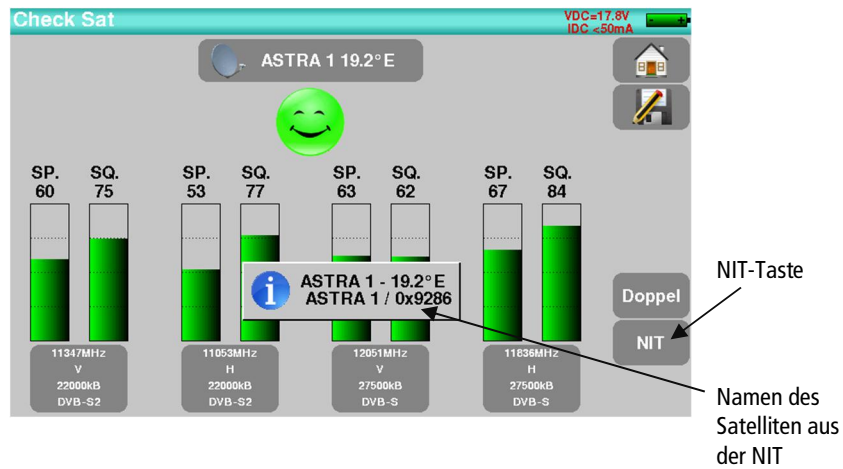 Check Sat
VDC=17.8V
IDC <50mA
ASTRA 1 19.2°E
SP. SQ. SP. SQ. SP. SQ. SP. SQ.
60 75 53 77 63 62 67 84
ASTRA 1 - 19.2°E
ASTRA 1 / 0x9286
Doppel
NIT
11347MHz
V
22000kB
DVB-S2
11053MHz
H
22000kB
DVB-S2
12051MHz
V
27500kB
DVB-S
11836MHz
H
27500kB
DVB-S
NIT-Taste
Namen des
Satelliten aus
der NIT